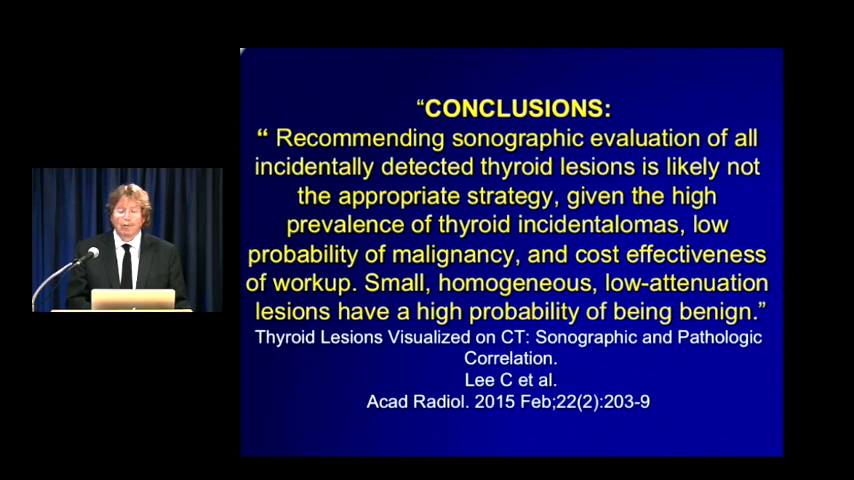 “CONCLUSIONS:
“ Recommending sonographic evaluation of all
incidentally detected thyroid lesions is likely not
the appropriate strategy, given the high
prevalence of thyroid incidentalomas, low
probability of malignancy, and cost effectiveness
of workup. Small, homogeneous, low-attenuation
lesions have a high probability of being benign.”
Thyroid Lesions Visualized on CT: Sonographic and Pathologic
Correlation.
Lee C et al.
Acad Radiol. 2015 Feb;22(2):203-9